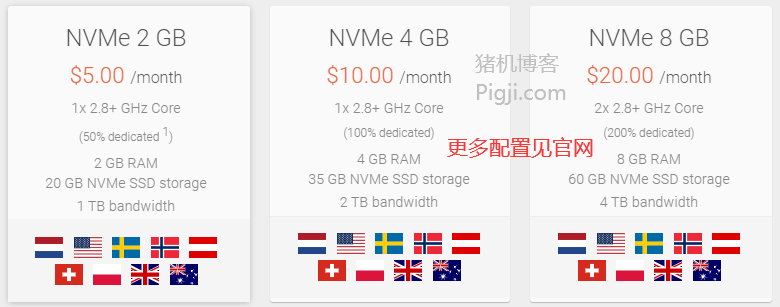 NVMe 2 GB
$5.00 /month
1x 2.8+ GHz Core
(50% dedicated 1)
2 GB RAM
20 GB NVMe SSD storage
1 TB bandwidth
NVMe 4 GB
$10.00 /month
1x 2.8+ GHz Core
(100% dedicated)
4 GB RAM
35 GB NVMe SSD storage
2 TB bandwidth
NVMe 8 GB
$20.00 /month
2x 2.8+ GHz Core
(200% dedicated)
8 GB RAM
60 GB NVMe SSD storage
4 TB bandwidth
猪机博客
Pigji.com
更多配置见官网